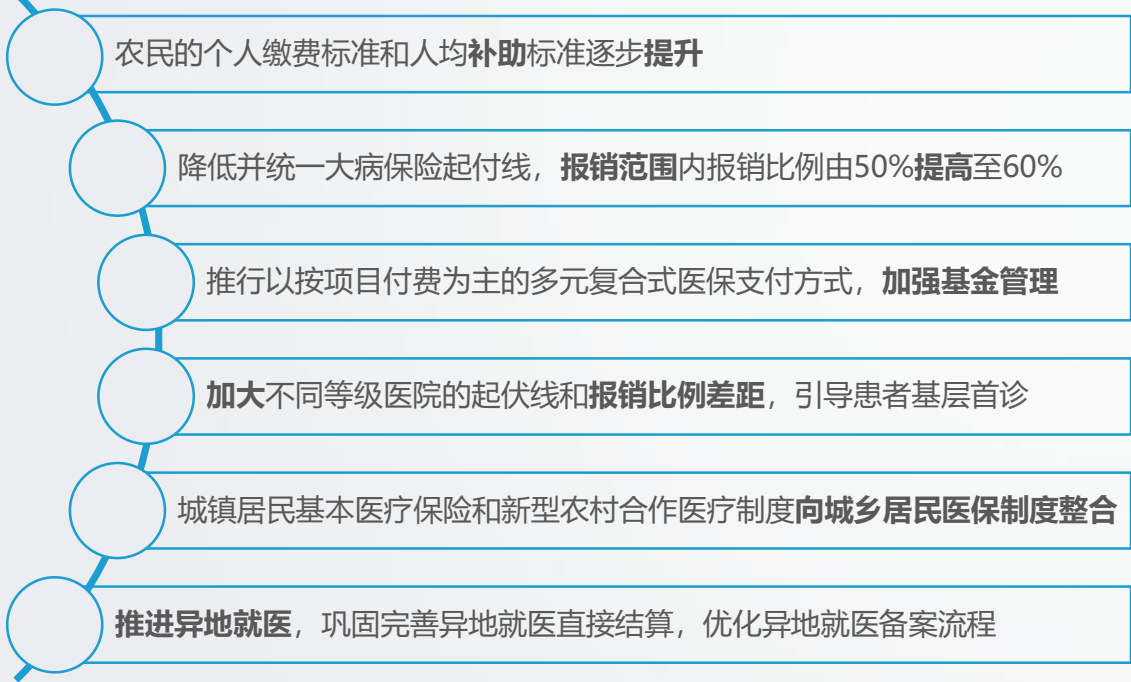 农民的个人缴费标准和人均补助标准逐步提升
降低并统一大病保险起付线，报销范围内报销比例由50%提高至60%
推行以按项目付费为主的多元复合式医保支付方式，加强基金管理
加大不同等级医院的起伏线和报销比例差距，引导患者基层首诊
城镇居民基本医疗保险和新型农村合作医疗制度向城乡居民医保制度整合
推进异地就医，巩固完善异地就医直接结算，优化异地就医备案流程